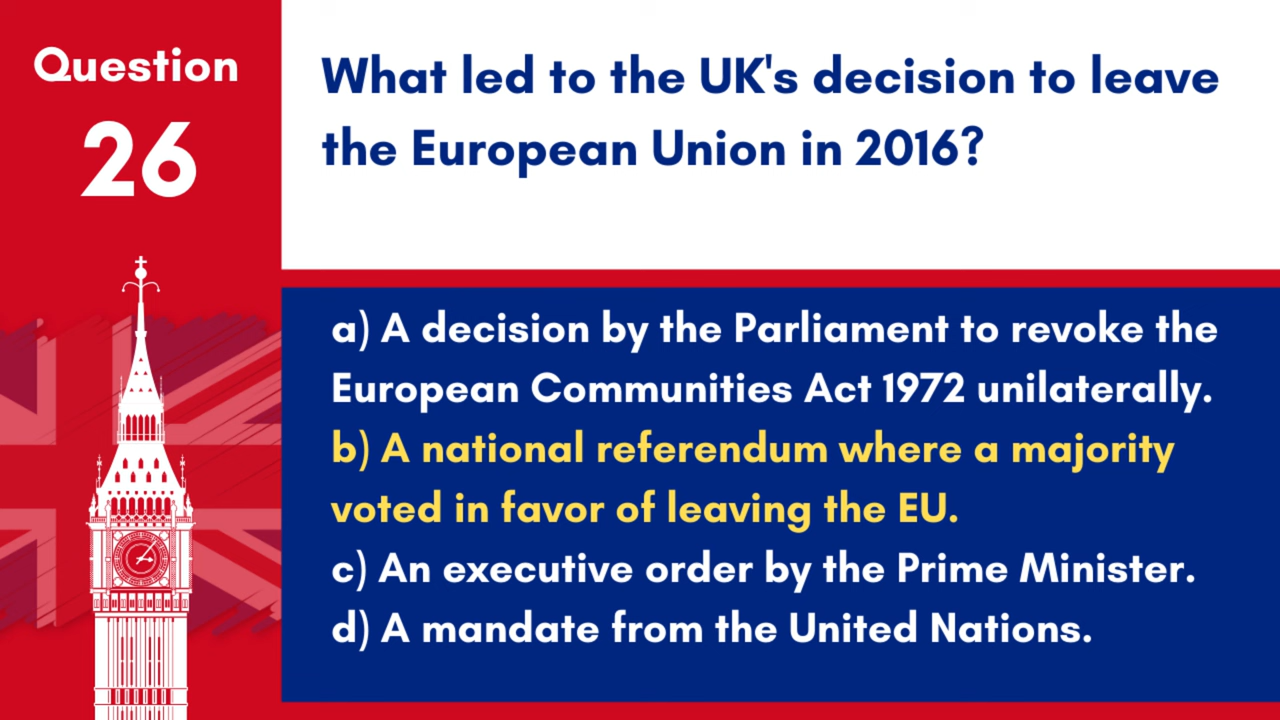 Question
26
What led to the UK's decision to leave
the European Union in 2016?
a) A decision by the Parliament to revoke the
European Communities Act 1972 unilaterally.
b) A national referendum where a majority
voted in favor of leaving the EU.
c) An executive order by the Prime Minister.
d) A mandate from the United Nations.